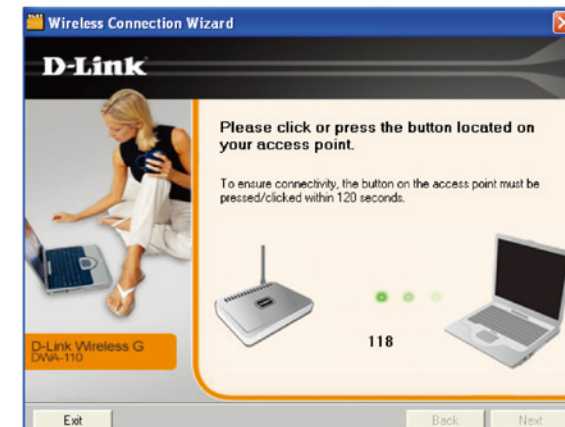 Wireless Connection Wizard
D-Link
Please click or press the button located on
your access point.
To ensure connectivity, the button on the access point must be
pressed/clicked within 120 seconds.
118
D-Link Wireless G
DWA-110
Exit
Back
Next